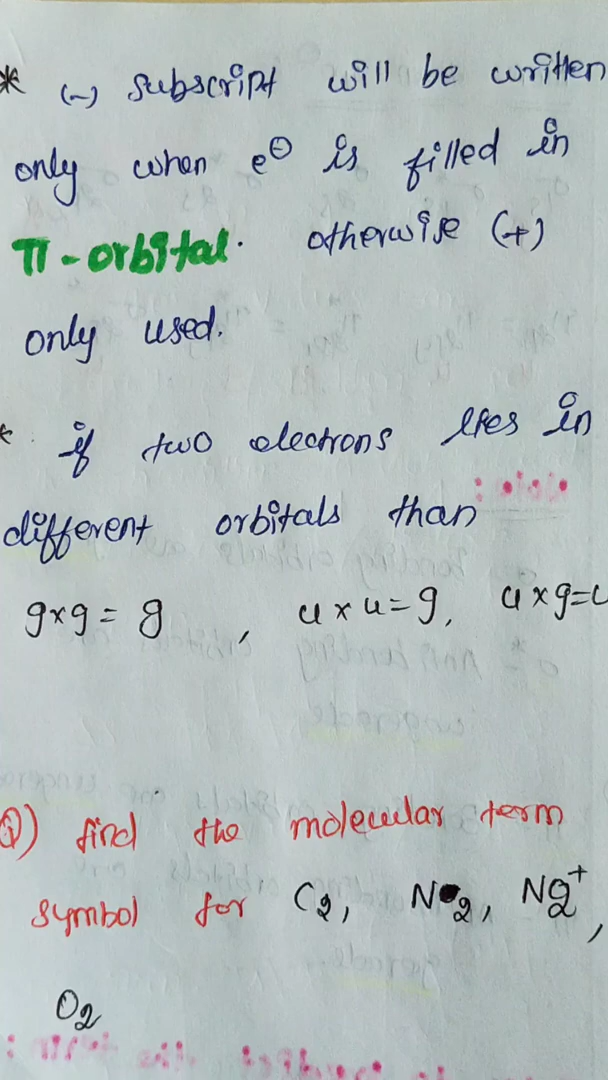 * (-) subscript will be written
only when e⊖ is filled in
π-orbital. otherwise (+)
only used.
* if two electrons lies in
different orbitals than
g×g = g , u×u=g, u×g=u
Q) find the molecular term
symbol for C₂, N₂, N₂⁺,
O₂